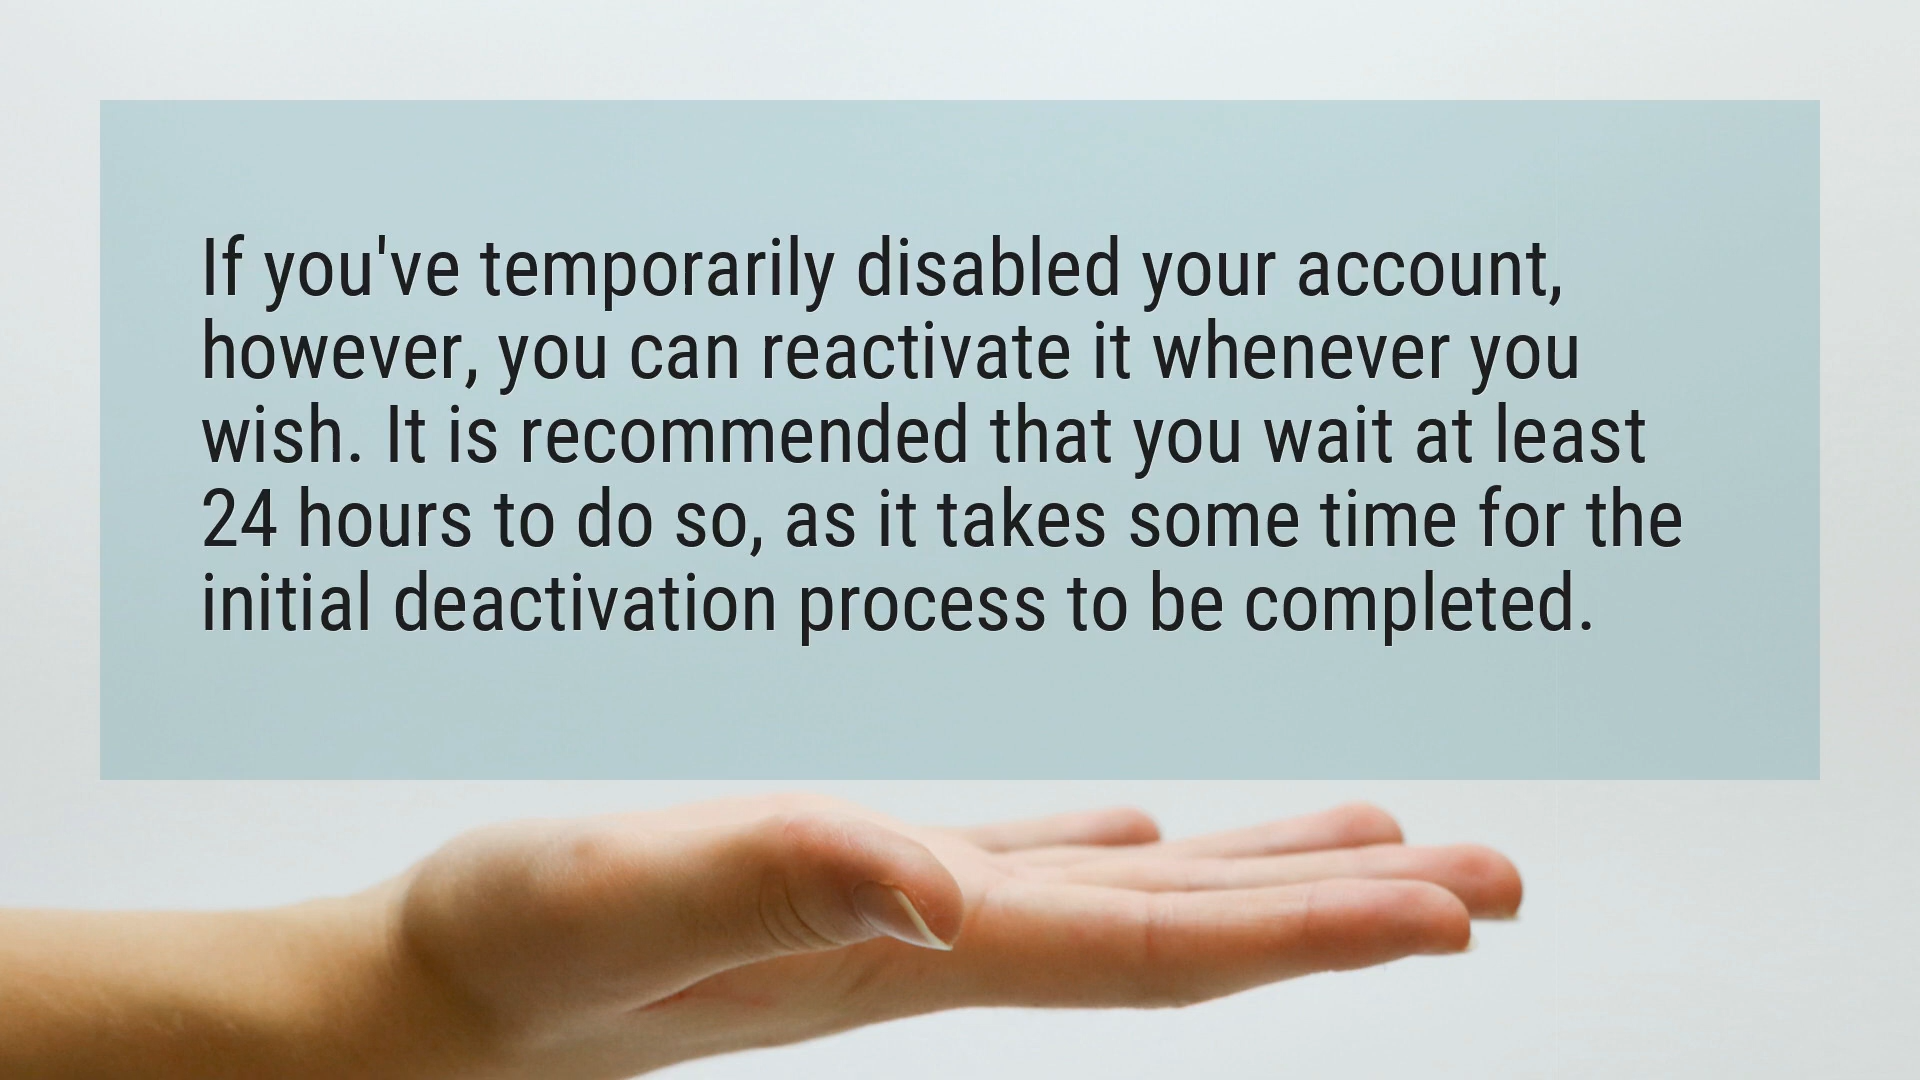 If you've temporarily disabled your account,
however, you can reactivate it whenever you
wish. It is recommended that you wait at least
24 hours to do so, as it takes some time for the
initial deactivation process to be completed.